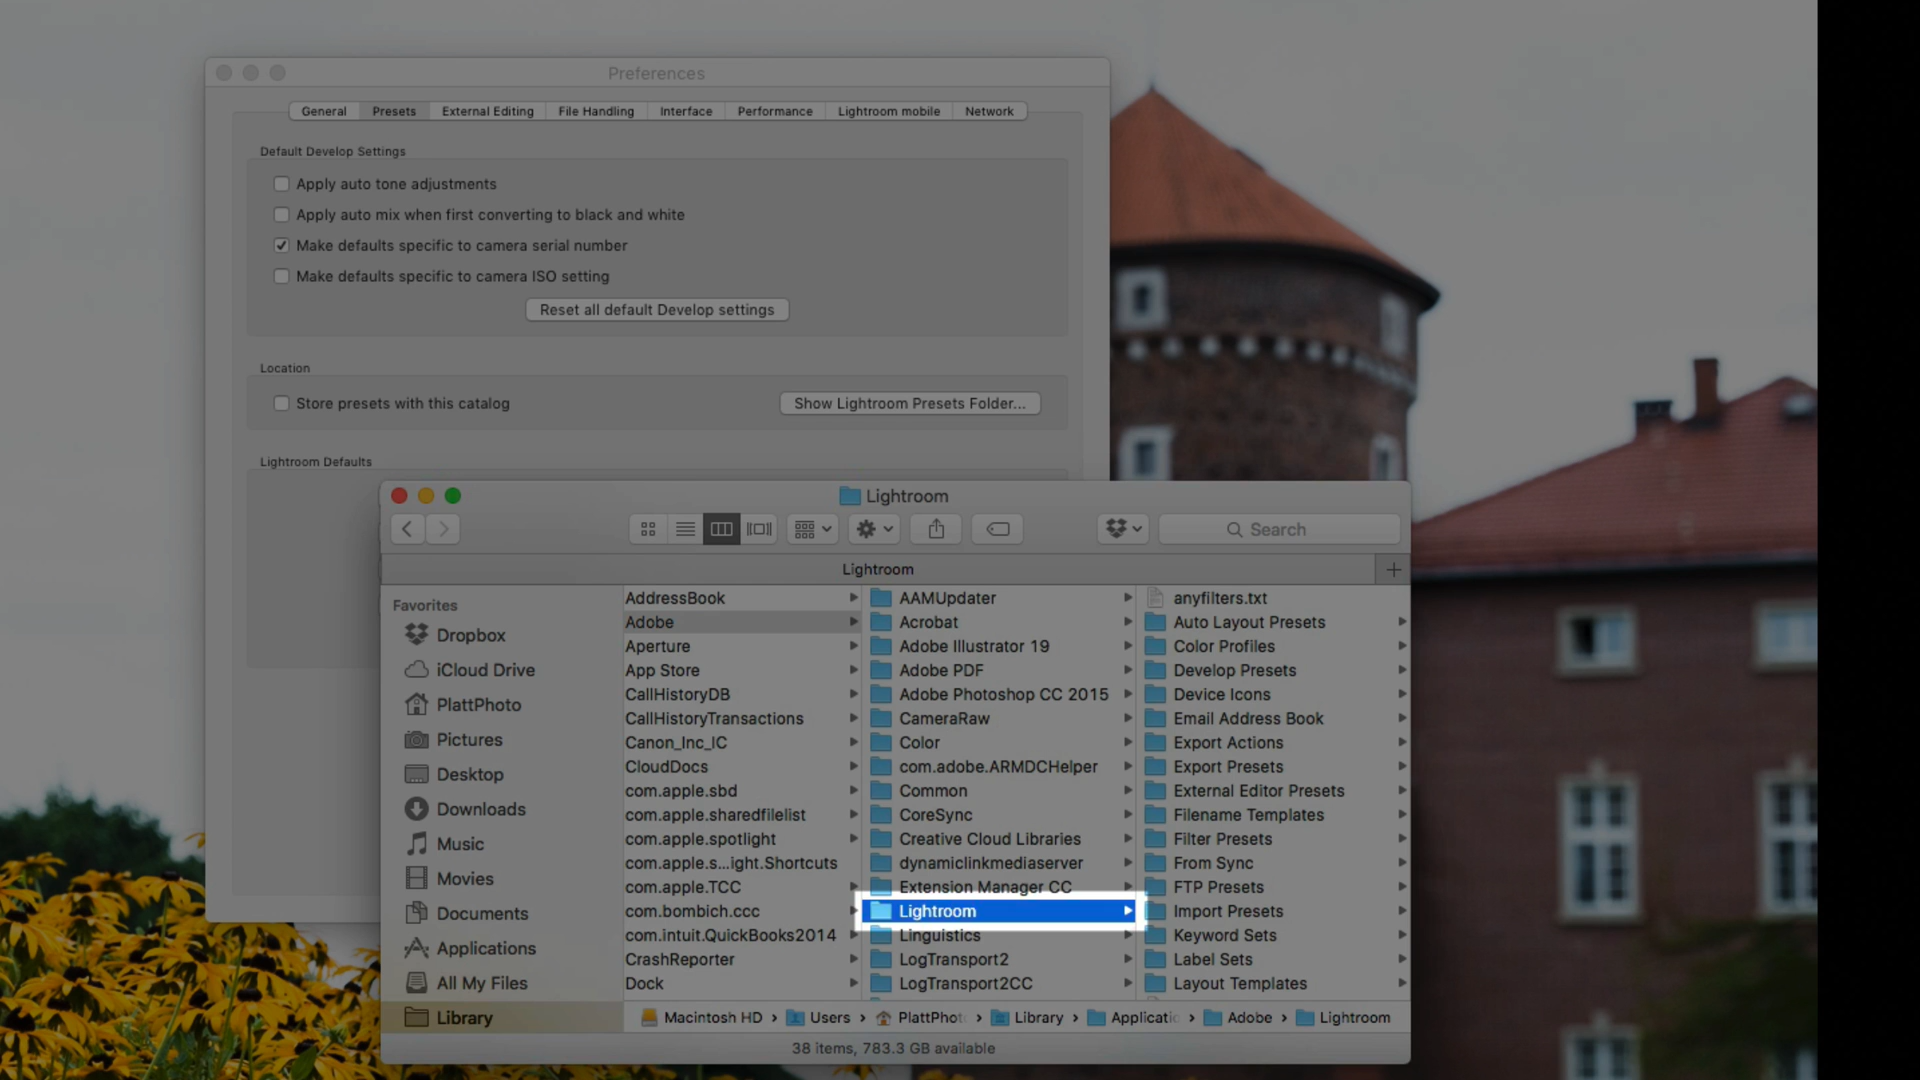 Preferences
General Presets External Editing File Handling Interface Performance Lightroom mobile Network
Default Develop Settings
Apply auto tone adjustments
Apply auto mix when first converting to black and white
Make defaults specific to camera serial number
Make defaults specific to camera ISO setting
Reset all default Develop settings
Location
Store presets with this catalog
Show Lightroom Presets Folder...
Lightroom Defaults
Lightroom
Search
Lightroom
Favorites
Dropbox
iCloud Drive
PlattPhoto
Pictures
Desktop
Downloads
Music
Movies
Documents
Applications
All My Files
Library
AddressBook
Adobe
Aperture
App Store
CallHistoryDB
CallHistoryTransactions
Canon_Inc_IC
CloudDocs
com.apple.sbd
com.apple.sharedfilelist
com.apple.spotlight
com.apple.s...ight.Shortcuts
com.apple.TCC
com.bombich.ccc
com.intuit.QuickBooks2014
CrashReporter
Dock
AAMUpdater
Acrobat
Adobe Illustrator 19
Adobe PDF
Adobe Photoshop CC 2015
CameraRaw
Color
com.adobe.ARMDCHelper
Common
CoreSync
Creative Cloud Libraries
dynamiclinkmediaserver
Extension Manager CC
Lightroom
Linguistics
LogTransport2
LogTransport2CC
anyfilters.txt
Auto Layout Presets
Color Profiles
Develop Presets
Device Icons
Email Address Book
Export Actions
Export Presets
External Editor Presets
Filename Templates
Filter Presets
From Sync
FTP Presets
Import Presets
Keyword Sets
Label Sets
Layout Templates
Macintosh HD › Users › PlattPhot › Library › Applicatic › Adobe › Lightroom
38 items, 783.3 GB available